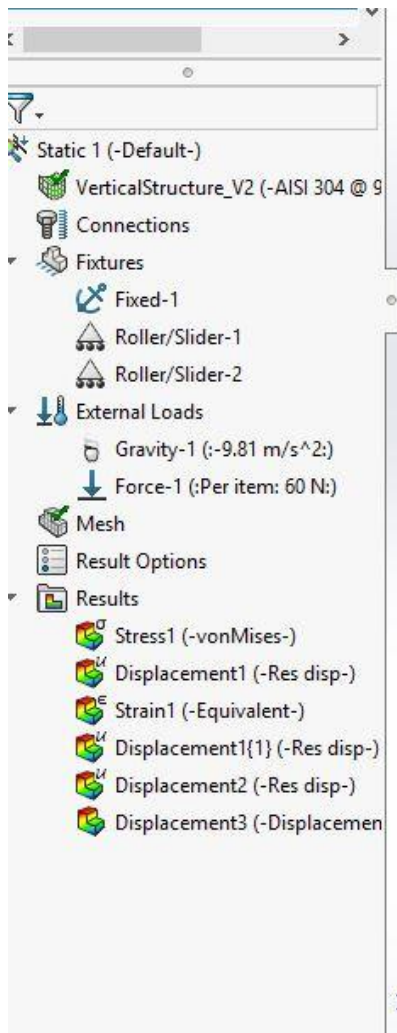 Static 1 (-Default-)
VerticalStructure_V2 (-AISI 304 @ 9
Connections
Fixtures
Fixed-1
Roller/Slider-1
Roller/Slider-2
External Loads
Gravity-1 (:-9.81 m/s^2:)
Force-1 (:Per item: 60 N:)
Mesh
Result Options
Results
Stress1 (-vonMises-)
Displacement1 (-Res disp-)
Strain1 (-Equivalent-)
Displacement1{1} (-Res disp-)
Displacement2 (-Res disp-)
Displacement3 (-Displacemen